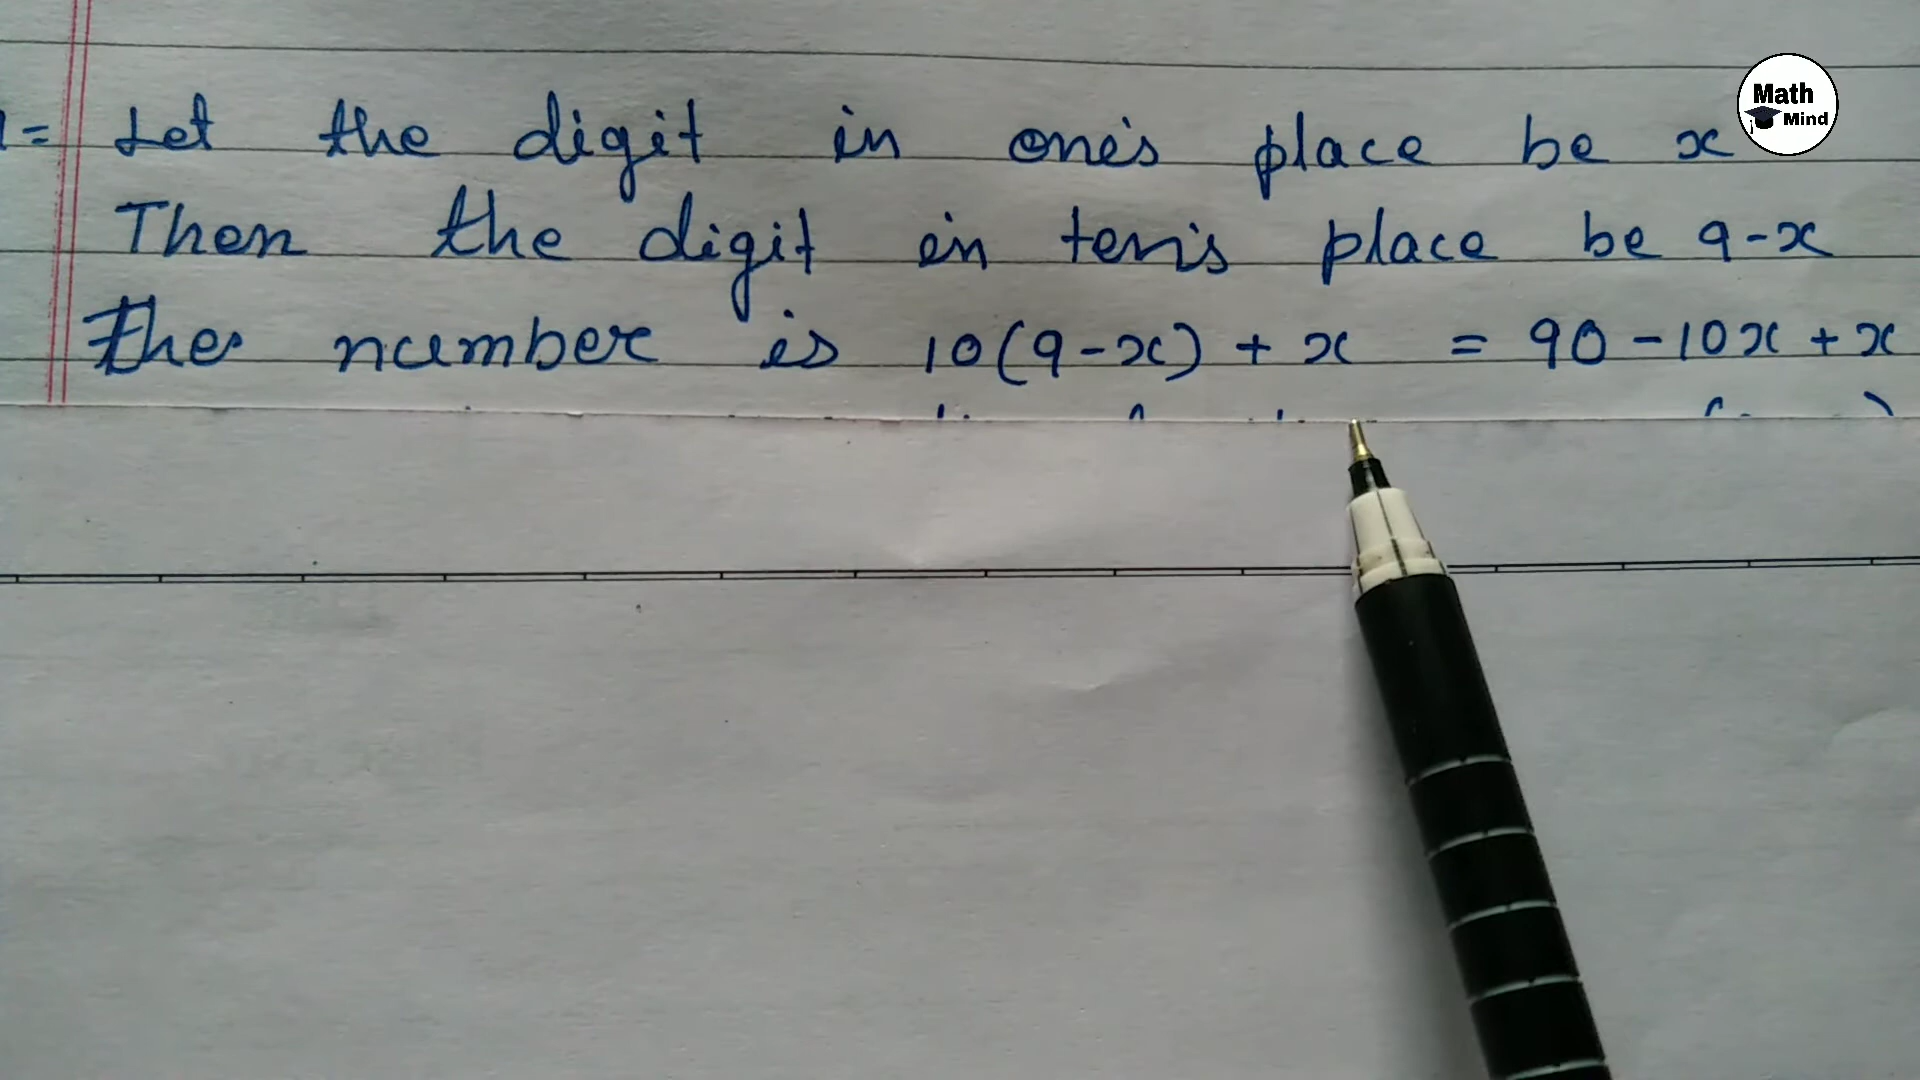 Let the digit in one's place be x
Then the digit in ten's place be 9-x
The number is 10(9-x) + x = 90 - 10x + x
Math
Mind